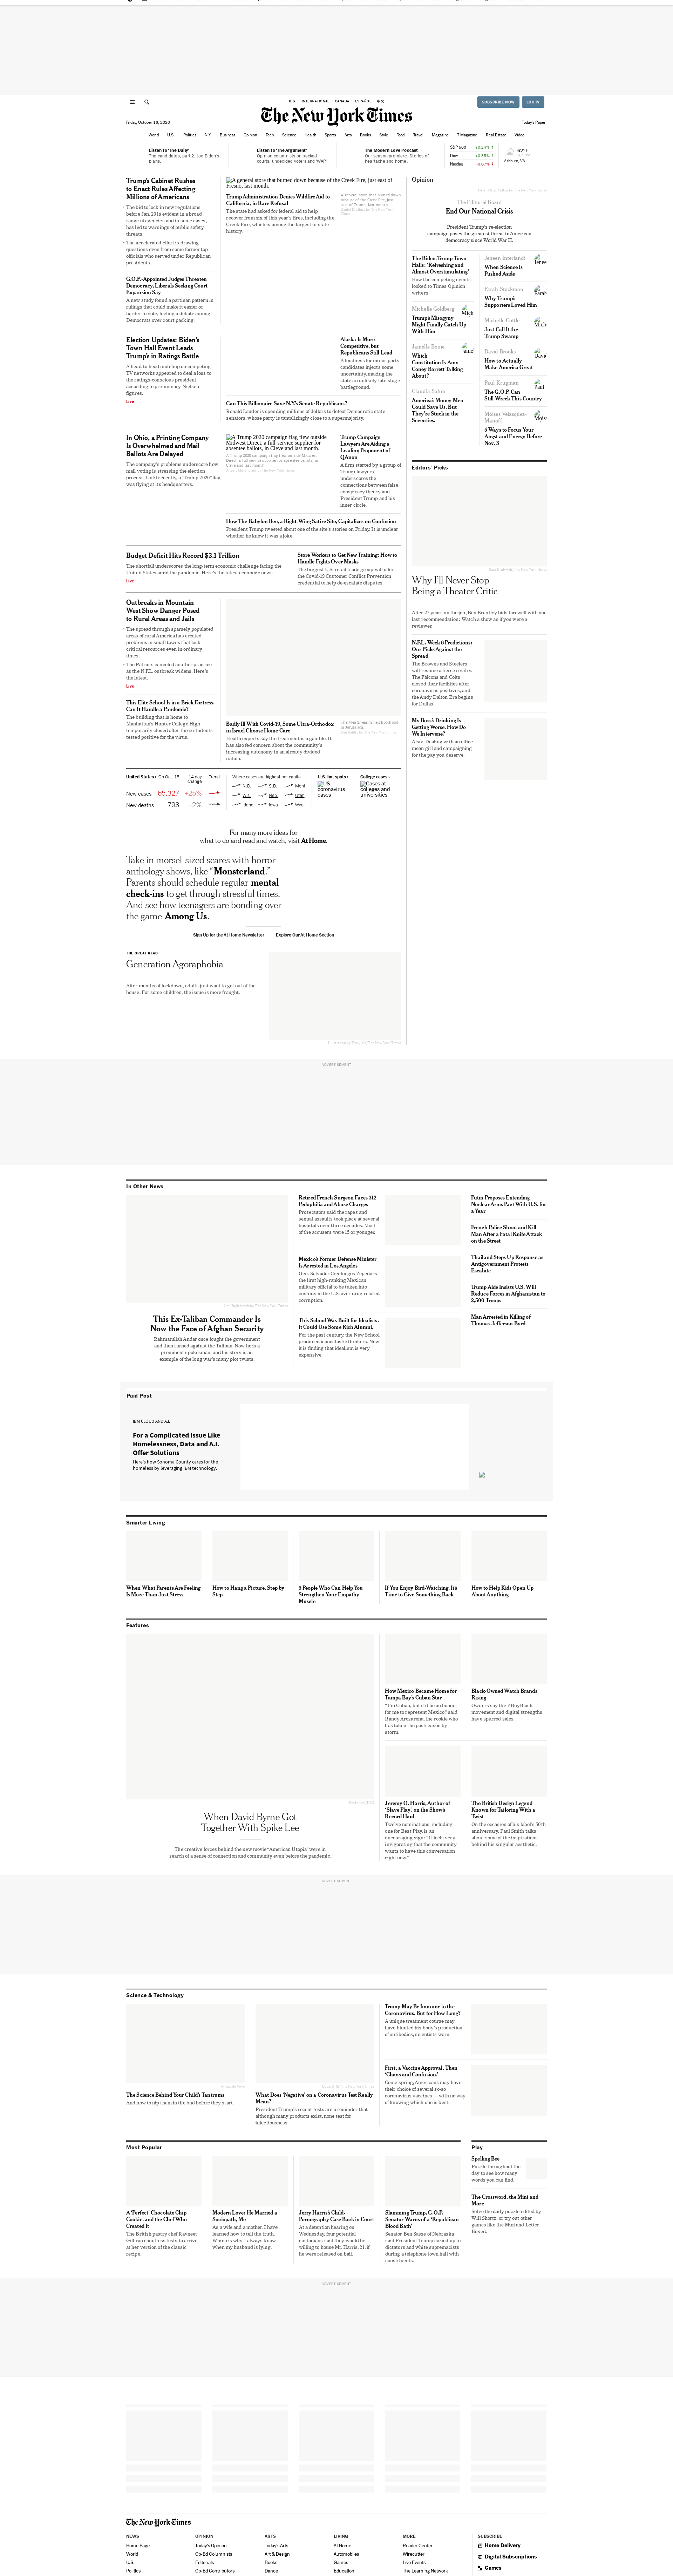 U.S. INTERNATIONAL CANADA ESPAÑOL 中文
SUBSCRIBE NOW
LOG IN
The New York Times
Friday, October 16, 2020
Today's Paper
World U.S. Politics N.Y. Business Opinion Tech Science Health Sports Arts Books Style Food Travel Magazine T Magazine Real Estate Video
Listen to 'The Daily'
The candidates, part 2: Joe Biden's plans.
Listen to 'The Argument'
Opinion columnists on packed courts, undecided voters and "WAP."
The Modern Love Podcast
Our season premiere: Stories of heartache and home.
S&P 500 +0.24% ↑
Dow +0.55% ↑
Nasdaq -0.07% ↓
62°F
Ashburn, VA
Trump's Cabinet Rushes
to Enact Rules Affecting
Millions of Americans
The bid to lock in new regulations
before Jan. 20 is evident in a broad
range of agencies and in some cases,
has led to warnings of public safety
threats.
The accelerated effort is drawing
questions even from some former top
officials who served under Republican
presidents.
G.O.P.-Appointed Judges Threaten
Democracy, Liberals Seeking Court
Expansion Say
A new study found a partisan pattern in
rulings that could make it easier or
harder to vote, fueling a debate among
Democrats over court packing.
A general store that burned down because of the Creek Fire, just east of
Fresno, last month.
Trump Administration Denies Wildfire Aid to
California, in Rare Refusal
The state had asked for federal aid to help
recover from six of this year's fires, including the
Creek Fire, which is among the largest in state
history.
A general store that burned down
because of the Creek Fire, just
east of Fresno, last month.
Election Updates: Biden's
Town Hall Event Leads
Trump's in Ratings Battle
A head-to-head matchup on competing
TV networks appeared to deal a loss to
the ratings-conscious president,
according to preliminary Nielsen
figures.
Live
Alaska Is More
Competitive, but
Republicans Still Lead
A handicap for minor-party
candidates injects some
uncertainty, making the
state an unlikely late-stage
battleground.
Can This Billionaire Save N.Y.'s Senate Republicans?
Ronald Lauder is spending millions of dollars to defeat Democratic state
senators, whose party is tantalizingly close to a supermajority.
In Ohio, a Printing Company
Is Overwhelmed and Mail
Ballots Are Delayed
The company's problems underscore how
vexing it is stressing the election
process. Until recently, a "Trump 2020" flag
was flying at its headquarters.
A Trump 2020 campaign flag flew outside
Midwest Direct, a full-service supplier for
absentee ballots, in Cleveland last month.
Trump Campaign
Lawyers Are Aiding a
Leading Proponent of
QAnon
A firm started by a group of
Trump lawyers
underscores the
connections between false
conspiracy theory and
President Trump and his
inner circle.
How The Babylon Bee, a Right-Wing Satire Site, Capitalizes on Confusion
President Trump tweeted about one of the site's stories on Friday. It is unclear
whether he knew it was a joke.
Budget Deficit Hits Record $3.1 Trillion
The shortfall underscores the long-term economic challenge facing the
United States amid the pandemic. Here's the latest economic news.
Live
Store Workers to Get New Training: How to
Handle Fights Over Masks
The biggest U.S. retail trade group will offer
the Covid-19 Customer Conflict Prevention
credential to help de-escalate disputes.
Outbreaks in Mountain
West Show Danger Posed
to Rural Areas and Jails
The spread through sparsely populated
areas of rural America has created
problems in small towns that lack
critical resources even in ordinary
times.
The Patriots canceled another practice
as the N.F.L. outbreak widens. Here's
the latest.
Live
This Elite School Is in a Brick Fortress.
Can It Handle a Pandemic?
The building that is home to
Manhattan's Hunter College High
temporarily closed after three students
tested positive for the virus.
Badly Ill With Covid-19, Some Ultra-Orthodox
in Israel Choose Home Care
Health experts say the treatment is a gamble. It
has also led concern about the community's
increasing autonomy in an already divided
nation.
The Mea Shearim neighborhood
in Jerusalem.
United States › On Oct. 15 14-day change Trend
New cases 65,327 +25%
New deaths 793 –2%
Where cases are highest per capita
N.D. S.D. Mont.
Wis. Neb. Utah
Idaho Iowa Wyo.
U.S. hot spots ›
US coronavirus cases
College cases ›
Cases at colleges and universities
For many more ideas for
what to do and read and watch, visit At Home.
Take in morsel-sized scares with horror
anthology shows, like "Monsterland."
Parents should schedule regular mental
check-ins to get through stressful times.
And see how teenagers are bonding over
the game Among Us.
Sign Up for the At Home Newsletter
Explore Our At Home Section
THE GREAT READ
Generation Agoraphobia
After months of lockdown, adults just want to get out of the
house. For some children, the issue is more fraught.
Opinion
The Editorial Board
End Our National Crisis
President Trump's re-election
campaign poses the greatest threat to American
democracy since World War II.
The Biden-Trump Town
Halls: 'Refreshing and
Almost Overstimulating'
How the competing events
looked to Times Opinion
writers.
Michelle Goldberg
Trump's Misogyny
Might Finally Catch Up
With Him
Jamelle Bouie
Which
Constitution Is Amy
Coney Barrett Talking
About?
Claudia Sahm
America's Money Men
Could Save Us. But
They're Stuck in the
Seventies.
Jeneen Interlandi
When Science Is
Pushed Aside
Farah Stockman
Why Trump's
Supporters Loved Him
Michelle Cottle
Just Call It the
Trump Swamp
David Brooks
How to Actually
Make America Great
Paul Krugman
The G.O.P. Can
Still Wreck This Country
Moises Velasquez-
Manoff
5 Ways to Focus Your
Angst and Energy Before
Nov. 3
Editors' Picks
Why I'll Never Stop
Being a Theater Critic
After 27 years on the job, Ben Brantley bids farewell with one
last recommendation: Watch a show as if you were a
reviewer.
N.F.L. Week 6 Predictions:
Our Picks Against the
Spread
The Browns and Steelers
will resume a fierce rivalry.
The Falcons and Colts
closed their facilities after
coronavirus positives, and
the Andy Dalton Era begins
for Dallas.
My Boss's Drinking Is
Getting Worse. How Do
We Intervene?
Also: Dealing with an office
mean girl and campaigning
for the pay you deserve.
ADVERTISEMENT
In Other News
This Ex-Taliban Commander Is
Now the Face of Afghan Security
Rahmatullah Andar once fought the government
and then turned against the Taliban. Now he is a
prominent spokesman, and his story is an
example of the long war's many plot twists.
Retired French Surgeon Faces 312
Pedophilia and Abuse Charges
Prosecutors said the rapes and
sexual assaults took place at several
hospitals over three decades. Most
of the accusers were 15 or younger.
Mexico's Former Defense Minister
Is Arrested in Los Angeles
Gen. Salvador Cienfuegos Zepeda is
the first high-ranking Mexican
military official to be taken into
custody in the U.S. over drug-related
corruption.
This School Was Built for Idealists.
It Could Use Some Rich Alumni.
For the past century, the New School
produced iconoclastic thinkers. Now
it is finding that idealism is very
expensive.
Putin Proposes Extending
Nuclear Arms Pact With U.S. for
a Year
French Police Shoot and Kill
Man After a Fatal Knife Attack
on the Street
Thailand Steps Up Response as
Antigovernment Protests
Escalate
Trump Aide Insists U.S. Will
Reduce Forces in Afghanistan to
2,500 Troops
Man Arrested in Killing of
Thomas Jefferson Byrd
Paid Post
IBM CLOUD AND A.I.
For a Complicated Issue Like
Homelessness, Data and A.I.
Offer Solutions
Here's how Sonoma County cares for the
homeless by leveraging IBM technology.
Smarter Living
When What Parents Are Feeling
Is More Than Just Stress
How to Hang a Picture, Step by
Step
5 People Who Can Help You
Strengthen Your Empathy
Muscle
If You Enjoy Bird-Watching, It's
Time to Give Something Back
How to Help Kids Open Up
About Anything
Features
When David Byrne Got
Together With Spike Lee
The creative forces behind the new movie "American Utopia" were in
search of a sense of connection and community even before the pandemic.
How Mexico Became Home for
Tampa Bay's Cuban Star
"I'm Cuban, but it'd be an honor
for me to represent Mexico," said
Randy Arozarena, the rookie who
has taken the postseason by
storm.
Black-Owned Watch Brands
Rising
Owners say the #BuyBlack
movement and digital strengths
have spurred sales.
Jeremy O. Harris, Author of
'Slave Play,' on the Show's
Record Haul
Twelve nominations, including
one for Best Play, is an
encouraging sign: "It feels very
invigorating that the community
wants to have this conversation
right now."
The British Design Legend
Known for Tailoring With a
Twist
On the occasion of his label's 50th
anniversary, Paul Smith talks
about some of the inspirations
behind his singular aesthetic.
ADVERTISEMENT
Science & Technology
The Science Behind Your Child's Tantrums
And how to nip them in the bud before they start.
What Does 'Negative' on a Coronavirus Test Really
Mean?
President Trump's recent tests are a reminder that
although many products exist, none test for
infectiousness.
Trump May Be Immune to the
Coronavirus. But for How Long?
A unique treatment course may
have blunted his body's production
of antibodies, scientists warn.
First, a Vaccine Approval. Then
'Chaos and Confusion.'
Come spring, Americans may have
their choice of several so-so
coronavirus vaccines — with no way
of knowing which one is best.
Most Popular
A 'Perfect' Chocolate Chip
Cookie, and the Chef Who
Created It
The British pastry chef Ravneet
Gill ran countless tests to arrive
at her version of the classic
recipe.
Modern Love: He Married a
Sociopath, Me
As a wife and a mother, I have
learned how to tell the truth.
Which is why I always know
when my husband is lying.
Jerry Harris's Child-
Pornography Case Back in Court
At a detention hearing on
Wednesday, four potential
custodians said they would be
willing to house Mr. Harris, 21, if
he were released on bail.
Slamming Trump, G.O.P.
Senator Warns of a 'Republican
Blood Bath'
Senator Ben Sasse of Nebraska
said President Trump cozied up to
dictators and white supremacists
during a telephone town hall with
constituents.
Play
Spelling Bee
Puzzle throughout the
day to see how many
words you can find.
The Crossword, the Mini and
More
Solve the daily puzzle edited by
Will Shortz, or try out other
games like the Mini and Letter
Boxed.
ADVERTISEMENT
The New York Times
NEWS
Home Page
World
U.S.
Politics
OPINION
Today's Opinion
Op-Ed Columnists
Editorials
Op-Ed Contributors
ARTS
Today's Arts
Art & Design
Books
Dance
LIVING
At Home
Automobiles
Games
Education
MORE
Reader Center
Wirecutter
Live Events
The Learning Network
SUBSCRIBE
Home Delivery
Digital Subscriptions
Games